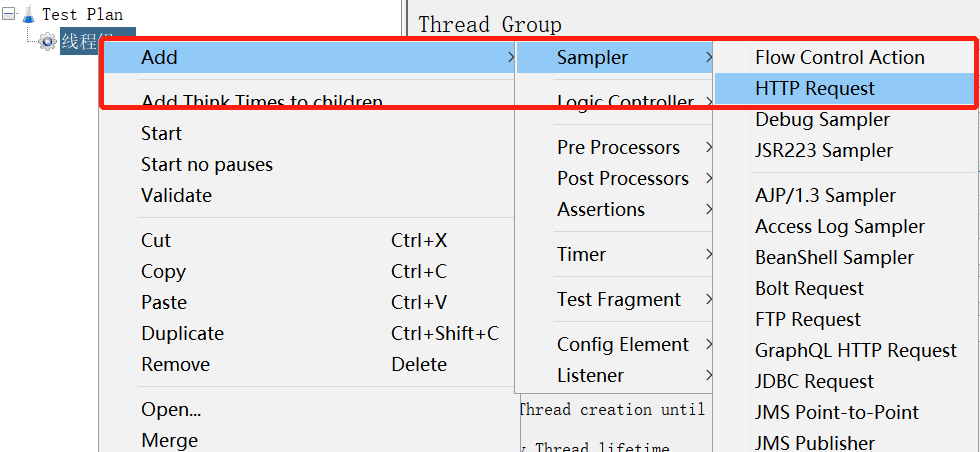 Test Plan
线程组
Thread Group
Add
Add Think Times to children
Start
Start no pauses
Validate
Cut Ctrl+X
Copy Ctrl+C
Paste Ctrl+V
Duplicate Ctrl+Shift+C
Remove Delete
Open...
Merge
Sampler
Logic Controller
Pre Processors
Post Processors
Assertions
Timer
Test Fragment
Config Element
Listener
Flow Control Action
HTTP Request
Debug Sampler
JSR223 Sampler
AJP/1.3 Sampler
Access Log Sampler
BeanShell Sampler
Bolt Request
FTP Request
GraphQL HTTP Request
JDBC Request
JMS Point-to-Point
JMS Publisher
Thread creation until
Thread lifetime